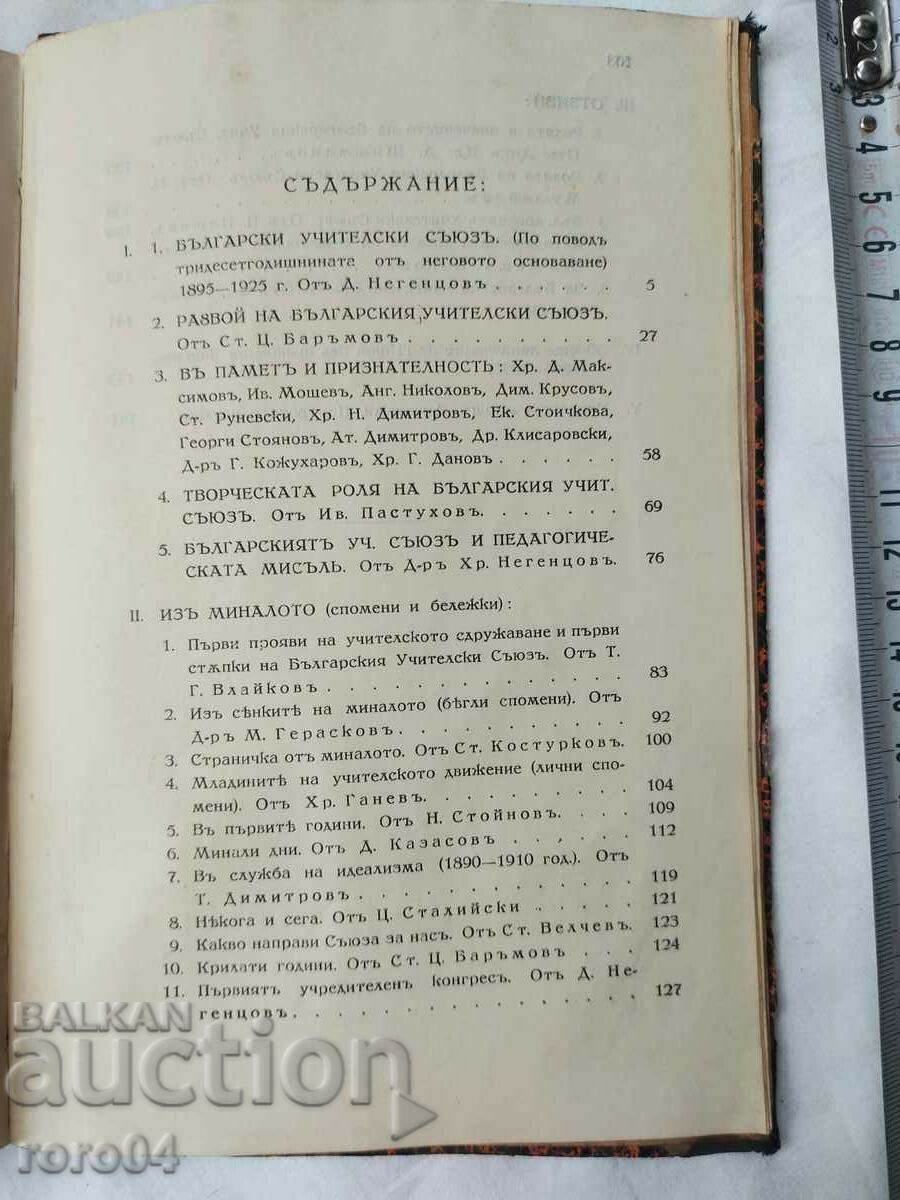 СЪДЪРЖАНИЕ:
I. 1. БЪЛГАРСКИ УЧИТЕЛСКИ СЪЮЗЪ. (По поводъ
тридесетгодишнината отъ неговото основаване)
1895—1925 г. Отъ Д. Негенцовъ . . . . . . 5
2. РАЗВОЙ НА БЪЛГАРСКИЯ УЧИТЕЛСКИ СЪЮЗЪ.
Отъ Ст. Ц. Баръмовъ . . . . . . . . . . 27
3. ВЪ ПАМЕТЪ И ПРИЗНАТЕЛНОСТЬ: Хр. Д. Мак-
симовъ, Ив. Мошевъ, Анг. Николовъ, Дим. Крусовъ,
Ст. Руневски, Хр. Н. Димитровъ, Ек. Стоичкова,
Георги Стояновъ, Ат. Димитровъ, Др. Клисаровски,
Д-ръ Г. Кожухаровъ, Хр. Г. Дановъ . . . . . . 58
4. ТВОРЧЕСКАТА РОЛЯ НА БЪЛГАРСКИЯ УЧИТ.
СЪЮЗЪ. Отъ Ив. Пастуховъ. . . . . . . 69
5. БЪЛГАРСКИЯТЪ УЧ. СЪЮЗЪ И ПЕДАГОГИЧЕ-
СКАТА МИСЪЛЬ. Отъ Д-ръ Хр. Негенцовъ. 76
II. ИЗЪ МИНАЛОТО (спомени и бележки):
1. Първи прояви на учителското сдружаване и първи
стѫпки на Българския Учителски Съюзъ. Отъ Т.
Г. Влайковъ . . . . . . . . . . . . 83
2. Изъ сѣнкитѣ на миналото (бѣгли спомени). Отъ
Д-ръ М. Герасковъ. . . . . . . . . . 92
3. Страничка отъ миналото. Отъ Ст. Костурковъ. 100
4. Младините на учителското движение (лични спо-
мени). Отъ Хр. Ганевъ. . . . . . . . . 104
5. Въ първитѣ години. Отъ Н. Стойновъ. . . . 109
6. Минали дни. Отъ Д. Казасовъ . . . . . 112
7. Въ служба на идеализма (1890—1910 год.). Отъ
Т. Димитровъ . . . . . . . . . . . 119
8. Нѣкога и сега. Отъ Ц. Сталийски . . . . . 121
9. Какво направи Съюза за насъ. Отъ Ст. Велчевъ. 123
10. Крилати години. Отъ Ст. Ц. Баръмовъ . . . 124
11. Първиятъ учредителенъ конгресъ. Отъ Д. Не-
генцовъ. . . . . . . . . . . . . . 127
BALKAN
auction
roro04